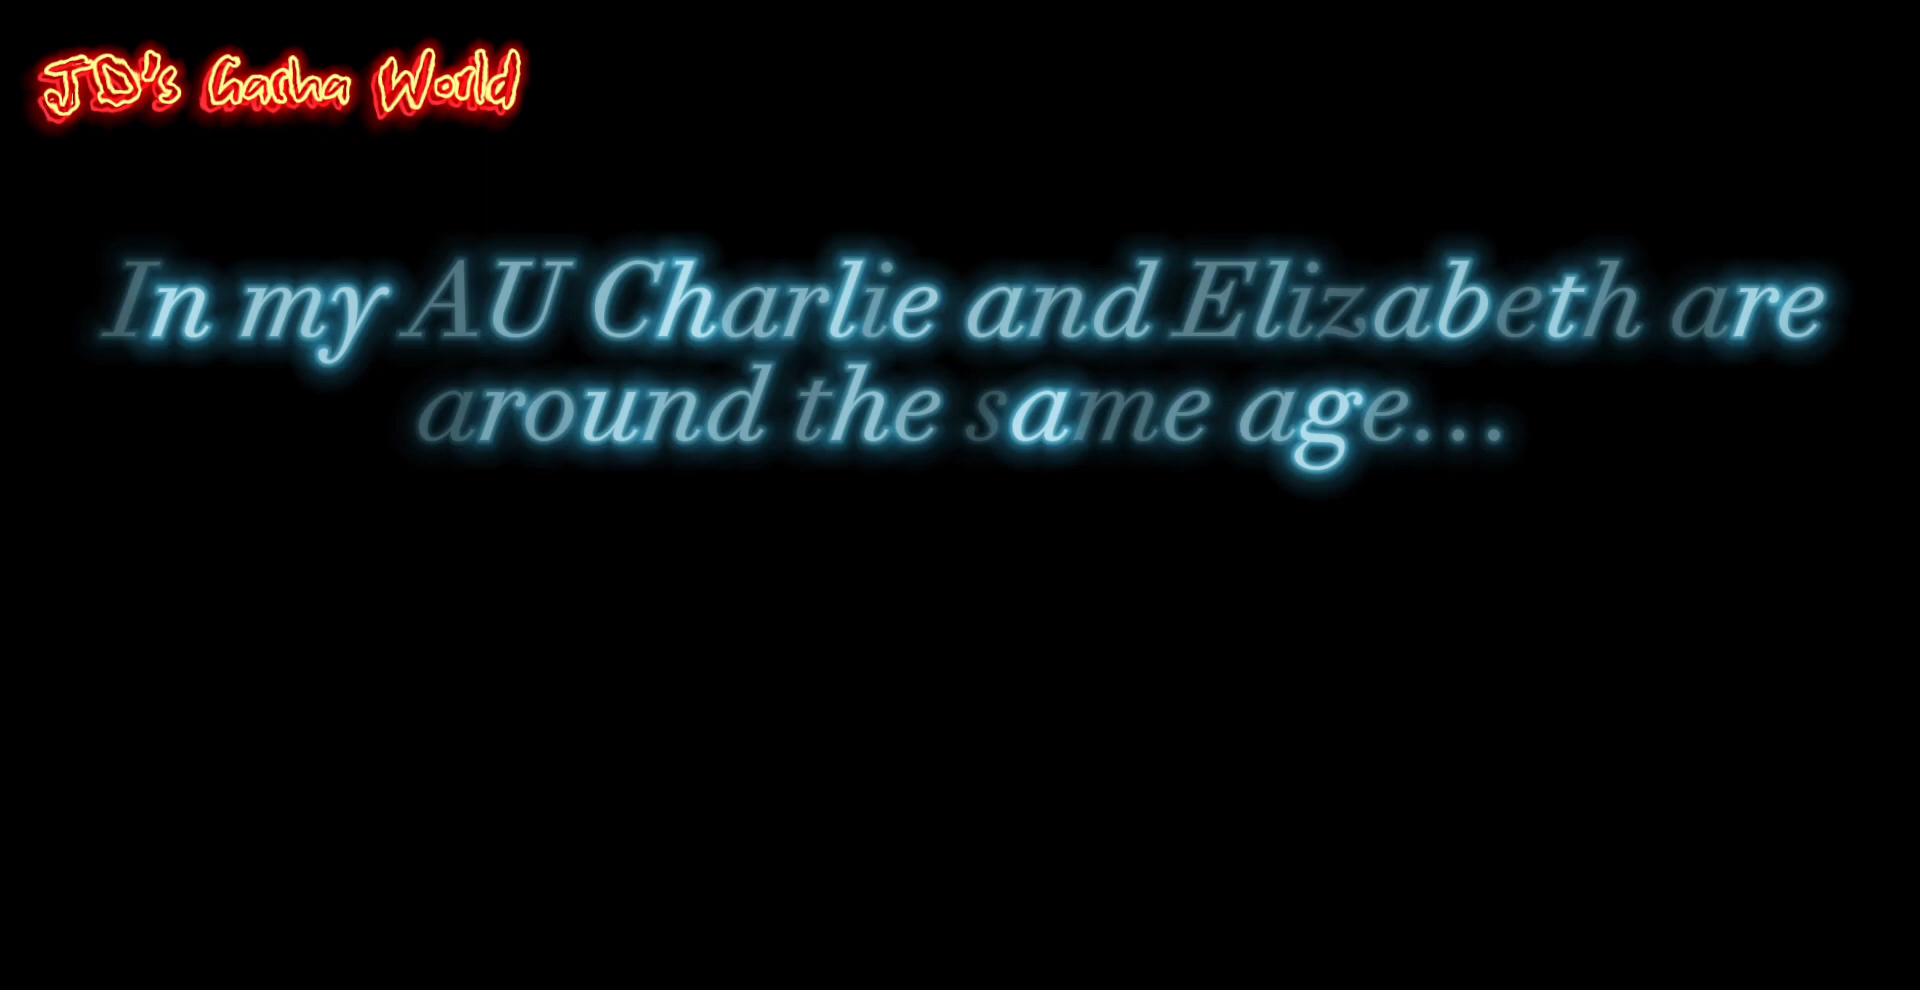 JD's Gacha World
In my AU Charlie and Elizabeth are
around the same age...